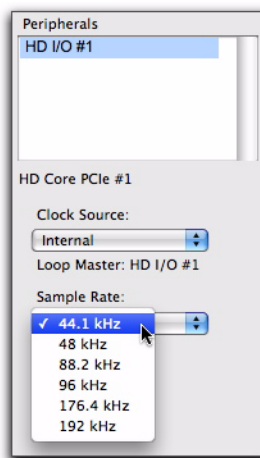 Peripherals
HD I/O #1
HD Core PCIe #1
Clock Source:
Internal
Loop Master: HD I/O #1
Sample Rate:
✓ 44.1 kHz
48 kHz
88.2 kHz
96 kHz
176.4 kHz
192 kHz